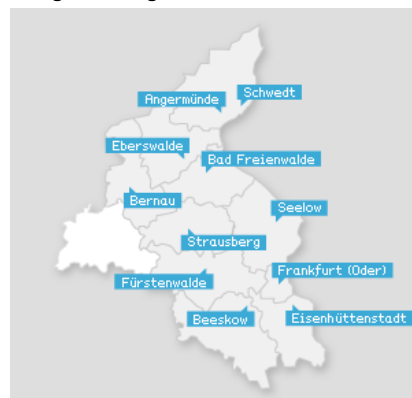 Schwedt
Angermünde
Eberswalde
Bad Freienwalde
Bernau
Seelow
Strausberg
Frankfurt (Oder)
Fürstenwalde
Beeskow
Eisenhüttenstadt